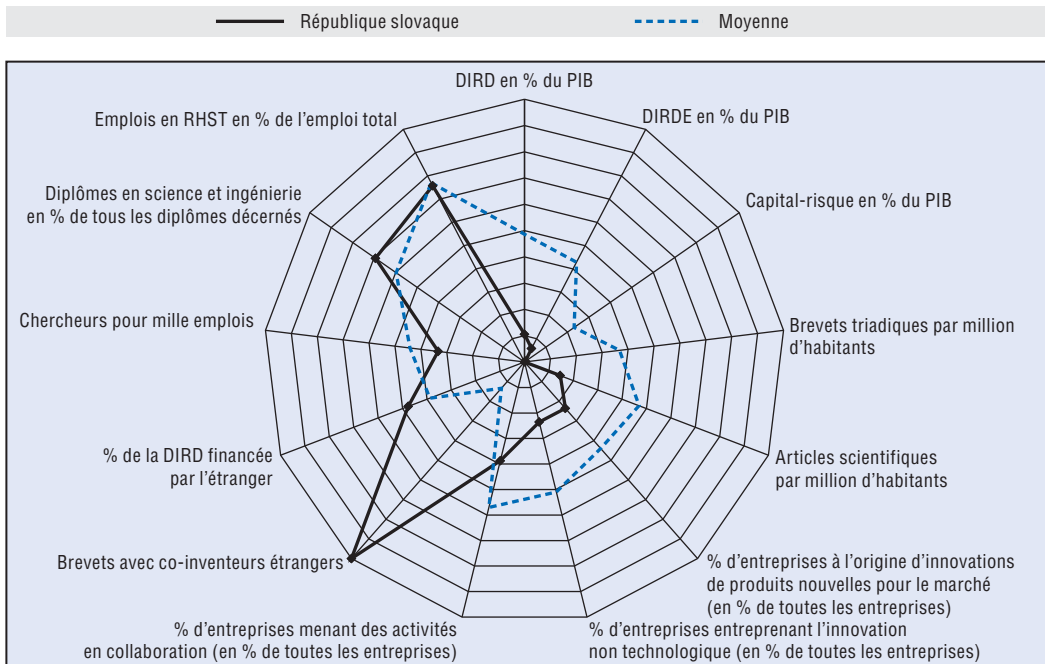 République slovaque
Moyenne
DIRD en % du PIB
DIRDE en % du PIB
Capital-risque en % du PIB
Brevets triadiques par million
d’habitants
Articles scientifiques
par million d’habitants
% d’entreprises à l’origine d’innovations
de produits nouvelles pour le marché
(en % de toutes les entreprises)
% d’entreprises entreprenant l’innovation
non technologique (en % de toutes les entreprises)
% d’entreprises menant des activités
en collaboration (en % de toutes les entreprises)
Brevets avec co-inventeurs étrangers
% de la DIRD financée
par l’étranger
Chercheurs pour mille emplois
Diplômes en science et ingénierie
en % de tous les diplômes décernés
Emplois en RHST en % de l’emploi total